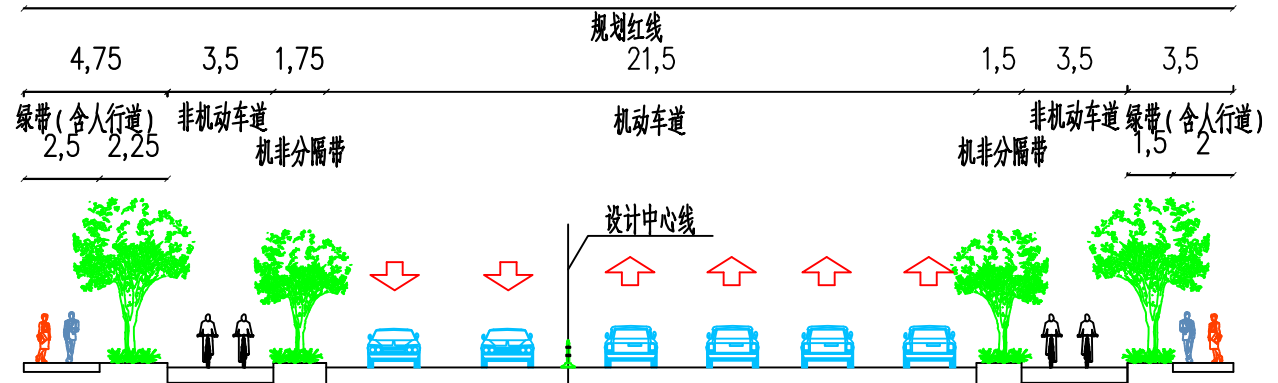 规划红线
4,75 3,5 1,75 21,5 1,5 3,5 3,5
绿带(含人行道) 非机动车道 机动车道 非机动车道 绿带(含人行道)
2,5 2,25 机非分隔带 机非分隔带 1,5 2
设计中心线